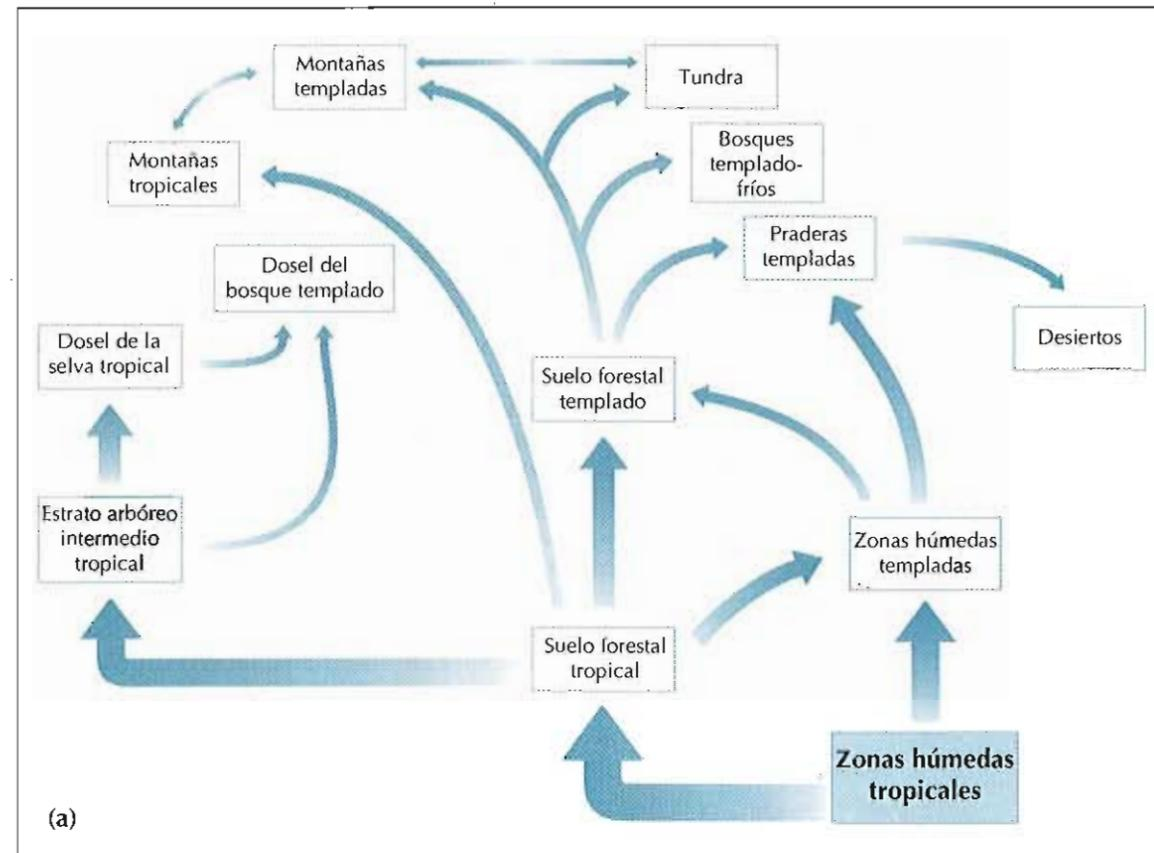 Montañas
templadas
Tundra
Montañas
tropicales
Bosques
templado-
fríos
Praderas
templadas
Dosel del
bosque templado
Dosel de la
selva tropical
Desiertos
Suelo forestal
templado
Estrato arbóreo
intermedio
tropical
Zonas húmedas
templadas
Suelo forestal
tropical
Zonas húmedas
tropicales
(a)